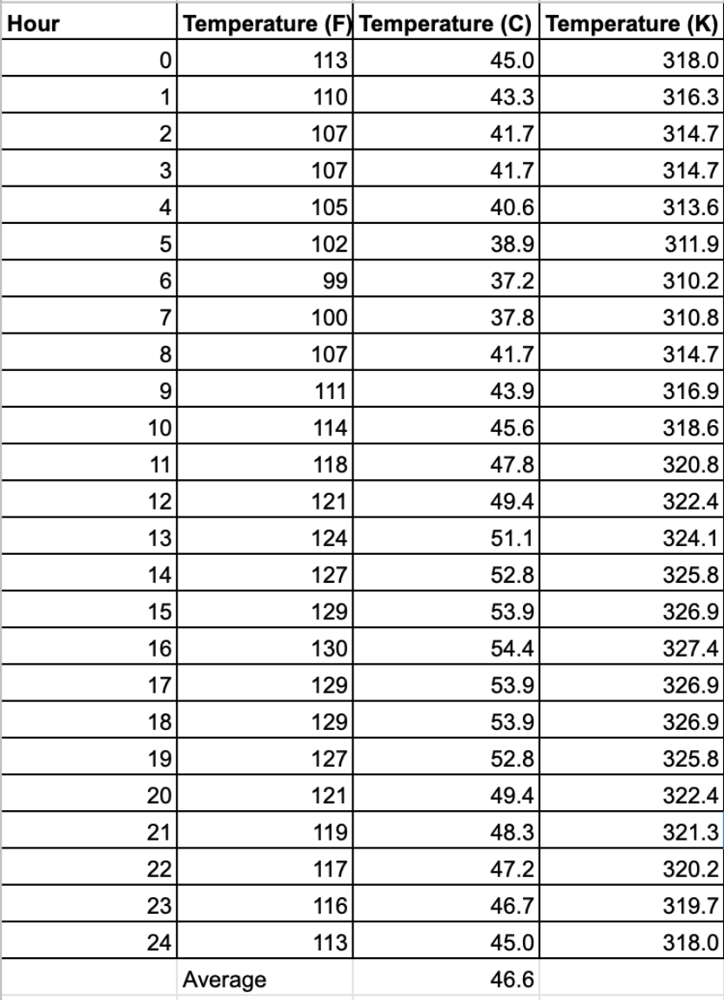 Hour Temperature (F) Temperature (C) Temperature (K)
0 113 45.0 318.0
1 110 43.3 316.3
2 107 41.7 314.7
3 107 41.7 314.7
4 105 40.6 313.6
5 102 38.9 311.9
6 99 37.2 310.2
7 100 37.8 310.8
8 107 41.7 314.7
9 111 43.9 316.9
10 114 45.6 318.6
11 118 47.8 320.8
12 121 49.4 322.4
13 124 51.1 324.1
14 127 52.8 325.8
15 129 53.9 326.9
16 130 54.4 327.4
17 129 53.9 326.9
18 129 53.9 326.9
19 127 52.8 325.8
20 121 49.4 322.4
21 119 48.3 321.3
22 117 47.2 320.2
23 116 46.7 319.7
24 113 45.0 318.0
Average 46.6